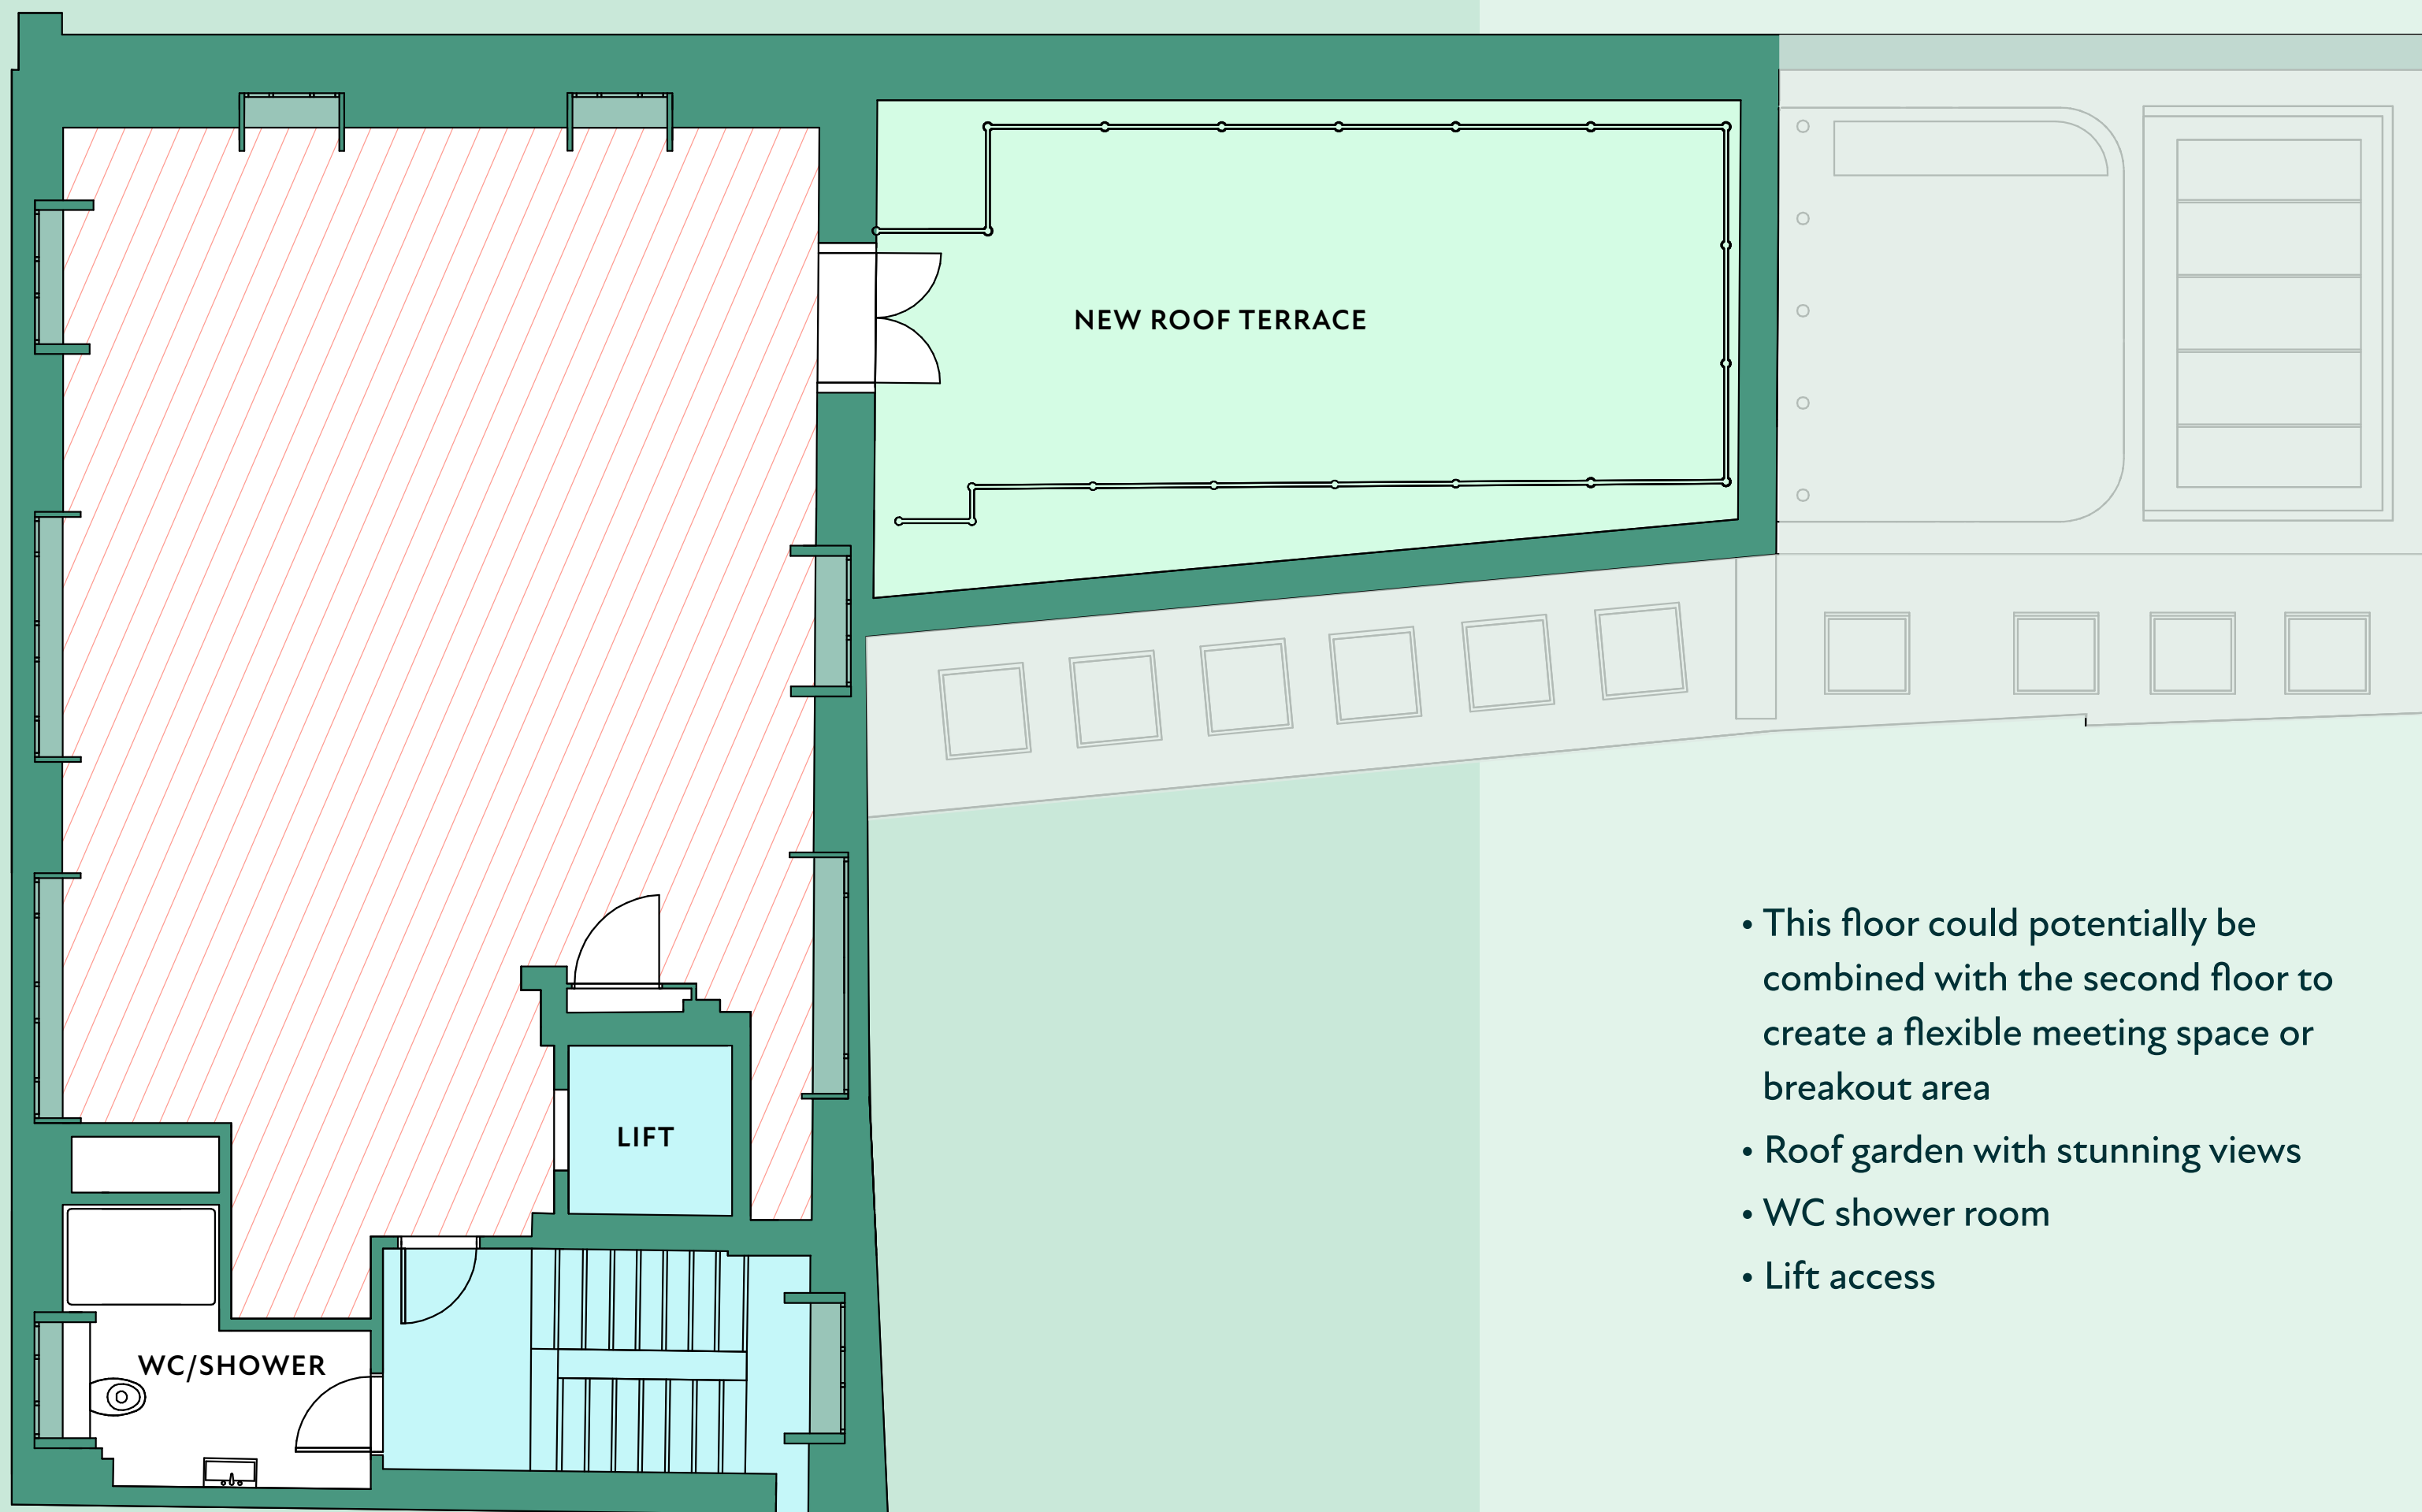 NEW ROOF TERRACE
LIFT
WC/SHOWER
• This floor could potentially be
combined with the second floor to
create a flexible meeting space or
breakout area
• Roof garden with stunning views
• WC shower room
• Lift access